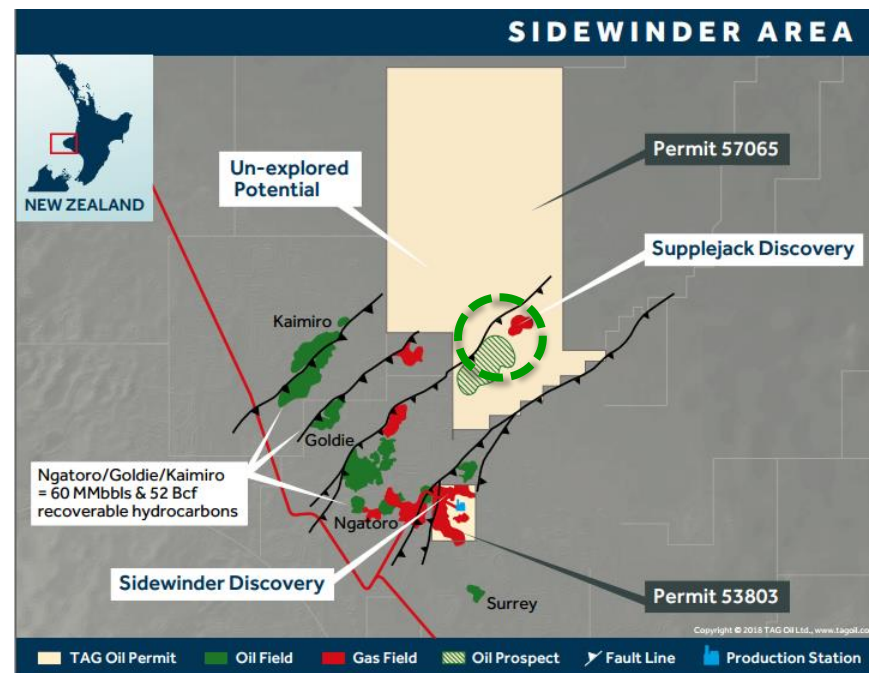 SIDEWINDER AREA
NEW ZEALAND
Un-explored
Potential
Permit 57065
Supplejack Discovery
Kaimiro
Goldie
Ngatoro/Goldie/Kaimiro
= 60 MMbbls & 52 Bcf
recoverable hydrocarbons
Ngatoro
Sidewinder Discovery
Surrey
Permit 53803
Copyright © 2018 TAG Oil Ltd., www.tagoil.co
TAG Oil Permit
Oil Field
Gas Field
Oil Prospect
Fault Line
Production Station